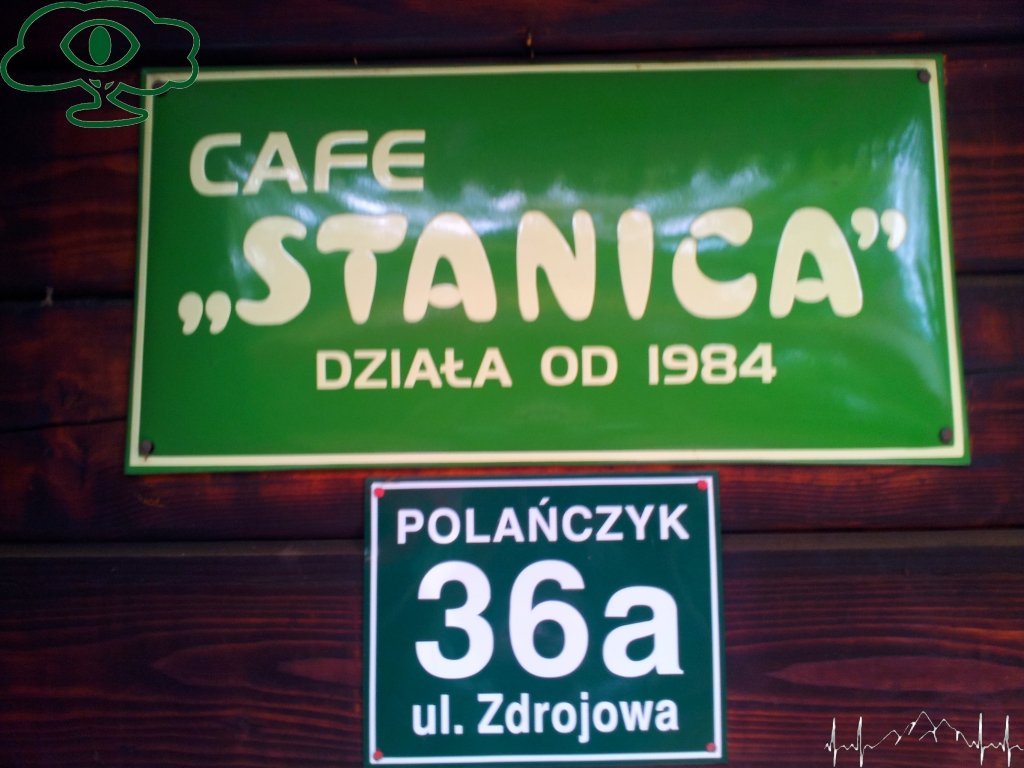 CAFE
„STANICA”
DZIAŁA OD 1984
POLAŃCZYK
36a
ul. Zdrojowa